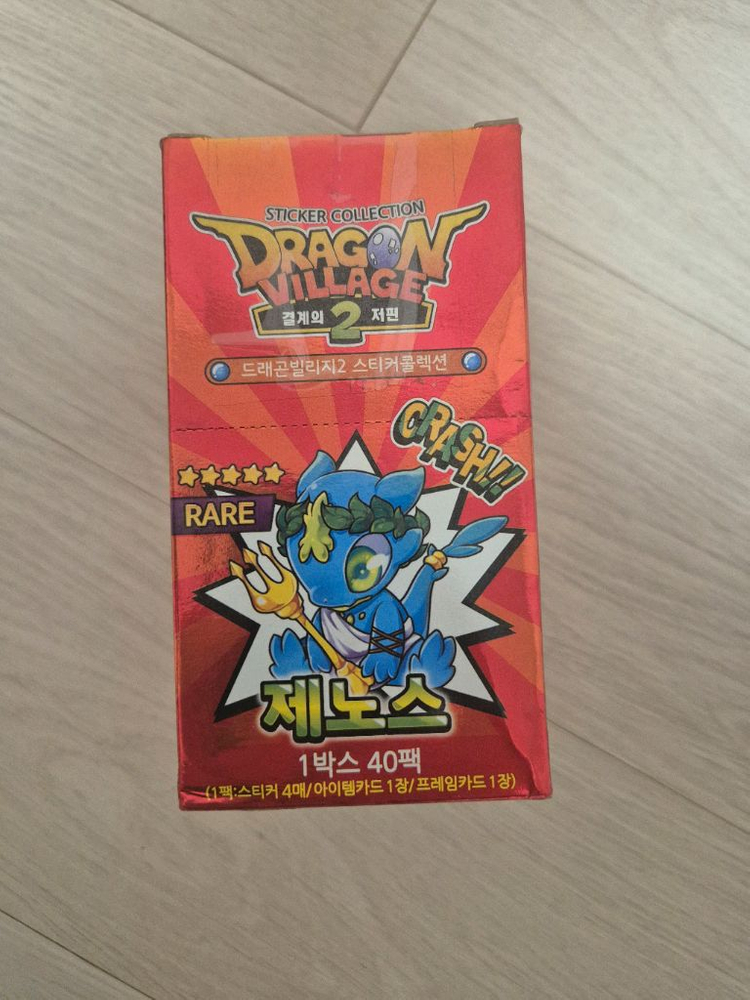 STICKER COLLECTION
DRAGON
VILLAGE
결계의 2 저편
드래곤빌리지2 스티커콜렉션
CRASH!!
RARE
제노스
1박스 40팩
(1팩:스티커 4매/아이템카드 1장/프레임카드 1장)